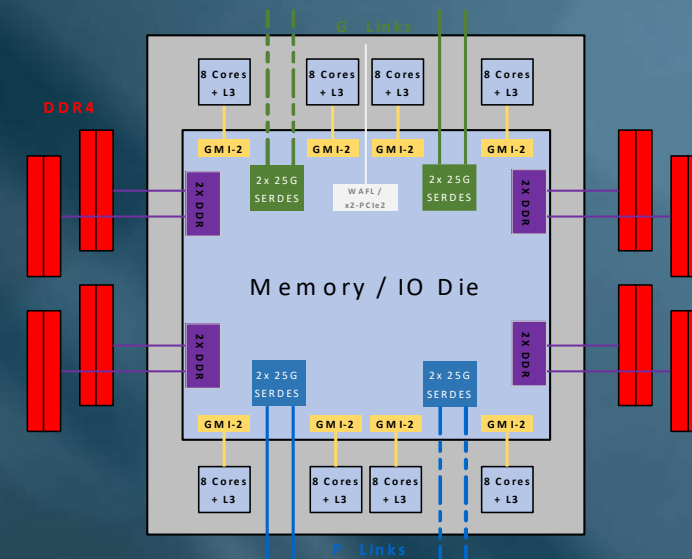 G Links
8 Cores
+ L3
8 Cores
+ L3
8 Cores
+ L3
8 Cores
+ L3
DDR4
GMI-2
GMI-2
GMI-2
GMI-2
2x 25G
SERDES
WAFL /
x2-PCIe2
2x 25G
SERDES
2X DDR
2X DDR
Memory / IO Die
2X DDR
2X DDR
2x 25G
SERDES
2x 25G
SERDES
GMI-2
GMI-2
GMI-2
GMI-2
8 Cores
+ L3
8 Cores
+ L3
8 Cores
+ L3
8 Cores
+ L3
P Links